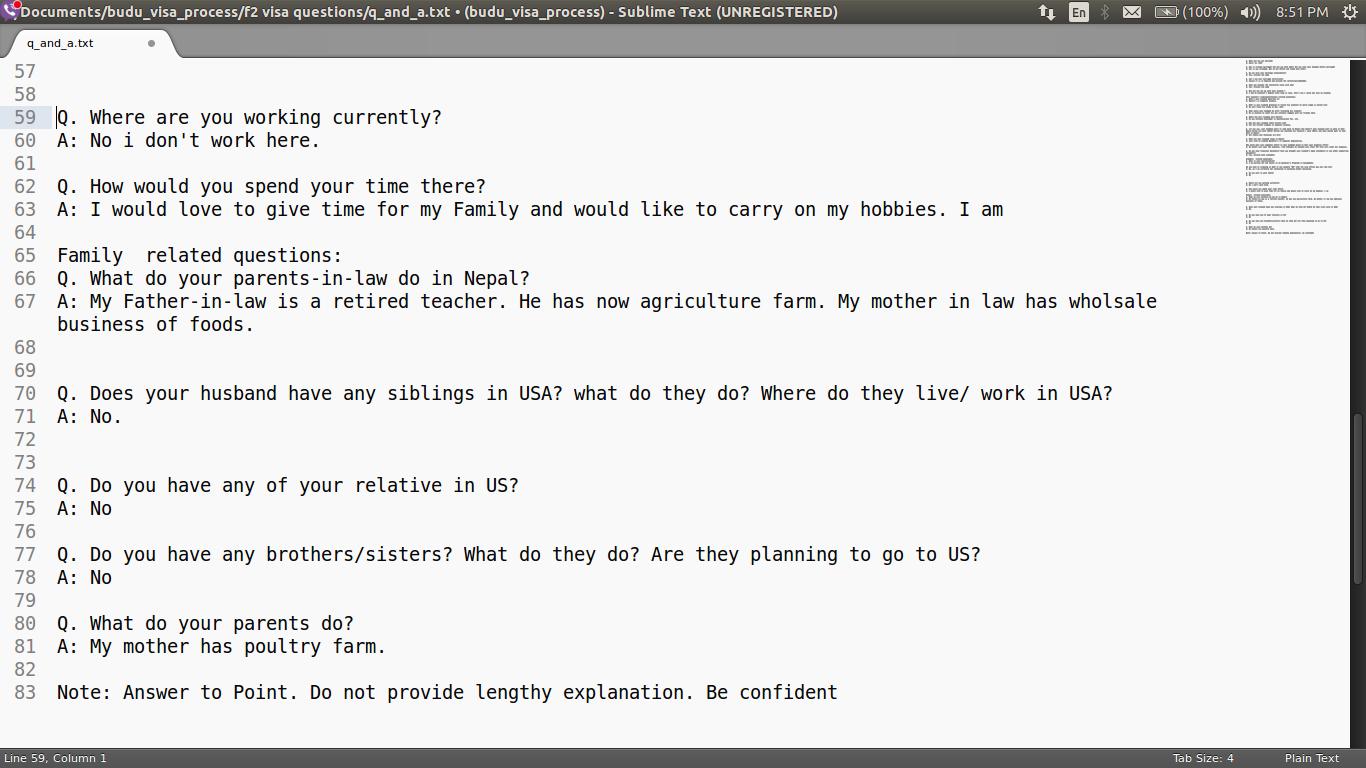 Documents/budu_visa_process/f2 visa questions/q_and_a.txt • (budu_visa_process) - Sublime Text (UNREGISTERED) En (100%) 8:51 PM
q_and_a.txt
57
58
59 Q. Where are you working currently?
60 A: No i don't work here.
61
62 Q. How would you spend your time there?
63 A: I would love to give time for my Family and would like to carry on my hobbies. I am
64
65 Family  related questions:
66 Q. What do your parents-in-law do in Nepal?
67 A: My Father-in-law is a retired teacher. He has now agriculture farm. My mother in law has wholsale
business of foods.
68
69
70 Q. Does your husband have any siblings in USA? what do they do? Where do they live/ work in USA?
71 A: No.
72
73
74 Q. Do you have any of your relative in US?
75 A: No
76
77 Q. Do you have any brothers/sisters? What do they do? Are they planning to go to US?
78 A: No
79
80 Q. What do your parents do?
81 A: My mother has poultry farm.
82
83 Note: Answer to Point. Do not provide lengthy explanation. Be confident
Line 59, Column 1 Tab Size: 4 Plain Text